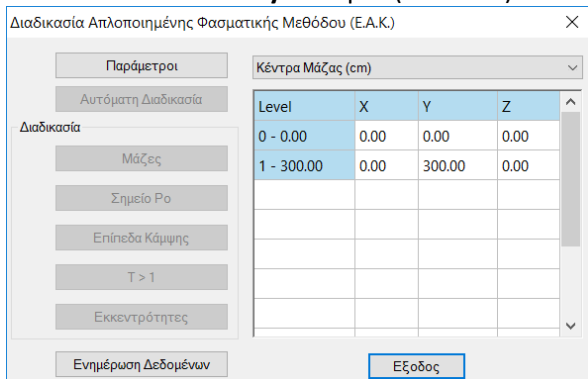 Διαδικασία Απλοποιημένης Φασματικής Μεθόδου (Ε.Α.Κ.)
Παράμετροι
Κέντρα Μάζας (cm)
Αυτόματη Διαδικασία
Διαδικασία
Μάζες
Σημείο Po
Επίπεδα Κάμψης
T > 1
Εκκεντρότητες
Level X Y Z
0 - 0.00 0.00 0.00 0.00
1 - 300.00 0.00 300.00 0.00
Ενημέρωση Δεδομένων
Εξοδος